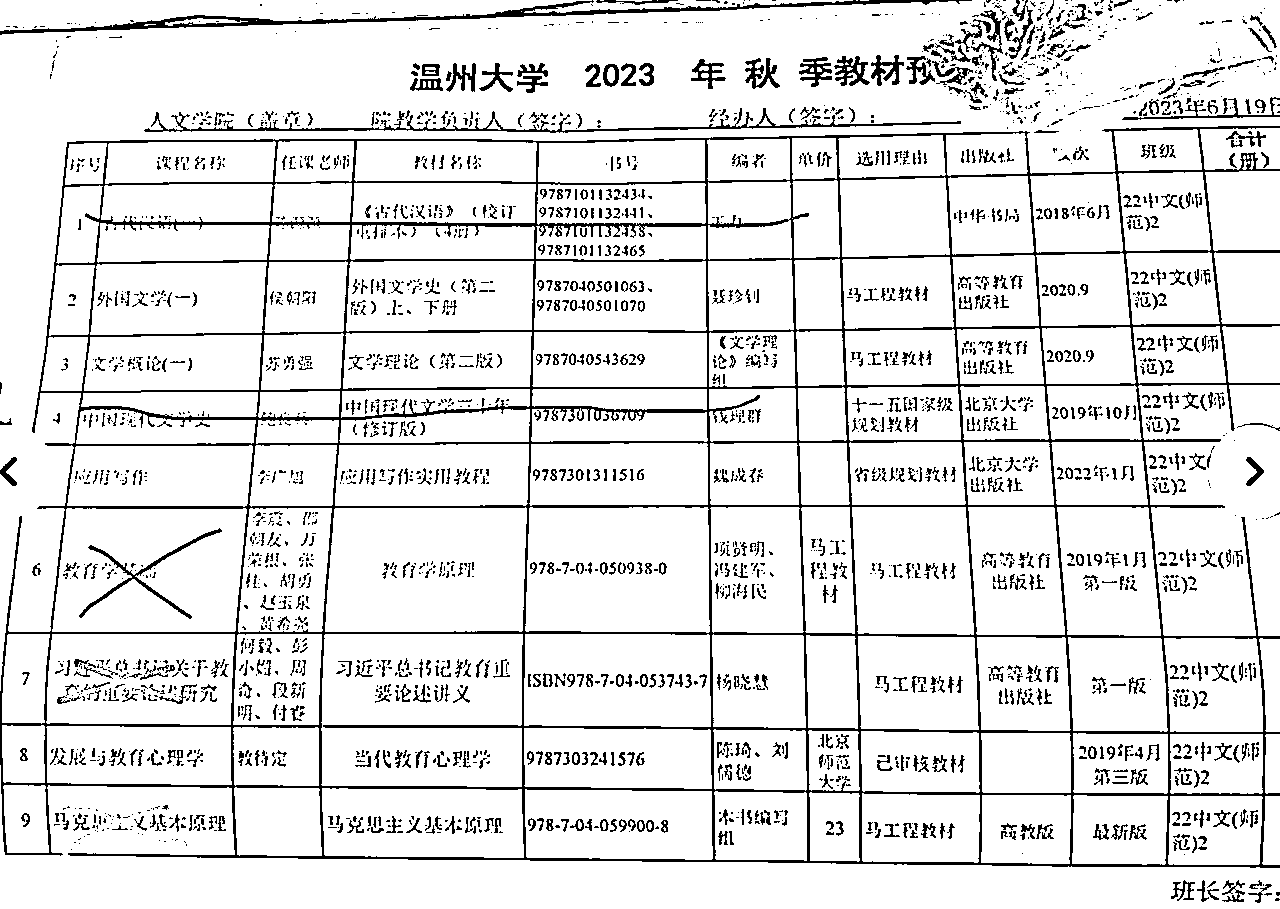 温州大学 2023 年 秋 季教材预
人文学院（盖章） 院教学负责人（签字）： 经办人（签字）： 2023年6月19日
序号 课程名称 任课老师 教材名称 书号 编者 单价 选用理由 出版社 次 班级 合计（册）
1 古代汉语(一) 《古代汉语》（校订重排本）（4册） 9787101132434、9787101132441、9787101132458、9787101132465 王力 中华书局 2018年6月 22中文(师范)2
2 外国文学(一) 侯朝阳 外国文学史（第二版）上、下册 9787040501063、9787040501070 聂珍钊 马工程教材 高等教育出版社 2020.9 22中文(师范)2
3 文学概论(一) 苏勇强 文学理论（第二版） 9787040543629 《文学理论》编写组 马工程教材 高等教育出版社 2020.9 22中文(师范)2
4 中国现代文学史 中国现代文学三十年（修订版） 9787301036709 钱理群 十一五国家级规划教材 北京大学出版社 2019年10月 22中文(师范)2
应用写作 应用写作实用教程 9787301311516 魏成春 省级规划教材 北京大学出版社 2022年1月 22中文(范)2
6 教育学基础 李震、邵朝友、万荣根、张桂、胡勇、赵玉泉、黄希尧 教育学原理 978-7-04-050938-0 项贤明、冯建军、柳海民 马工程教材 马工程教材 高等教育出版社 2019年1月第一版 22中文(师范)2
7 习近平总书记关于教育的重要论述研究 何毅、彭小媚、周奇、段新明、付睿 习近平总书记教育重要论述讲义 ISBN978-7-04-053743-7 杨晓慧 马工程教材 高等教育出版社 第一版 22中文(师范)2
8 发展与教育心理学 教待定 当代教育心理学 9787303241576 陈琦、刘儒德 北京师范大学 已审核教材 2019年4月第三版 22中文(师范)2
9 马克思主义基本原理 马克思主义基本原理 978-7-04-059900-8 本书编写组 23 马工程教材 高教版 最新版 22中文(师范)2
班长签字：